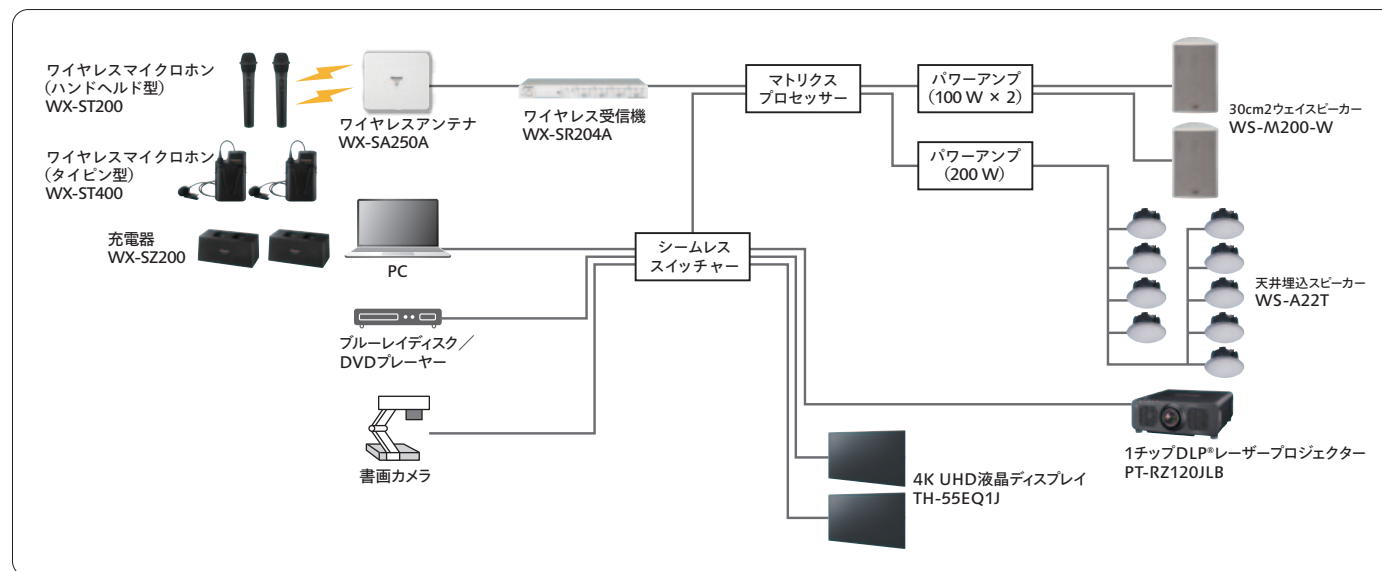 ワイヤレスマイクロホン
(ハンドヘルド型)
WX-ST200
ワイヤレスアンテナ
WX-SA250A
ワイヤレス受信機
WX-SR204A
マトリクス
プロセッサー
パワーアンプ
(100 W × 2)
30cm2ウェイスピーカー
WS-M200-W
ワイヤレスマイクロホン
(タイピン型)
WX-ST400
パワーアンプ
(200 W)
充電器
WX-SZ200
PC
シームレス
スイッチャー
天井埋込スピーカー
WS-A22T
ブルーレイディスク／
DVDプレーヤー
書画カメラ
4K UHD液晶ディスプレイ
TH-55EQ1J
1チップDLP®レーザープロジェクター
PT-RZ120JLB